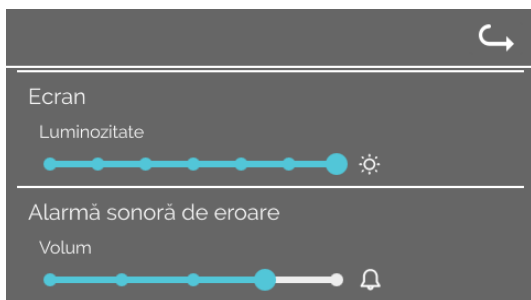 Ecran
Luminozitate
Alarmă sonoră de eroare
Volum